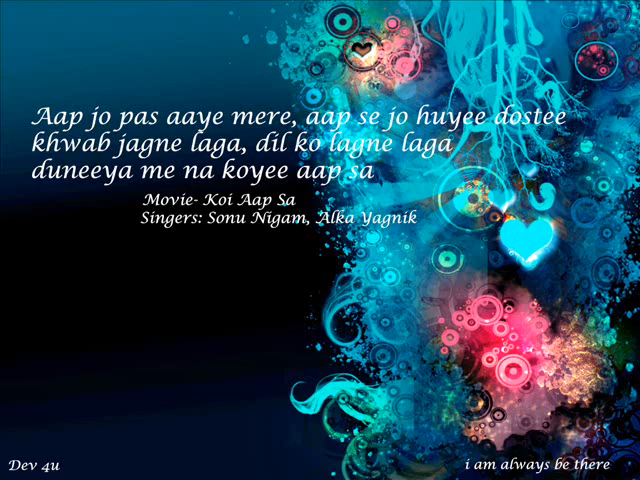 Aap jo pas aaye mere, aap se jo huyee dostee
khwab jagne laga, dil ko lagne laga
duneeya me na koyee aap sa
Movie- Koi Aap Sa
Singers: Sonu Nigam, Alka Yagnik
Dev 4u
i am always be there